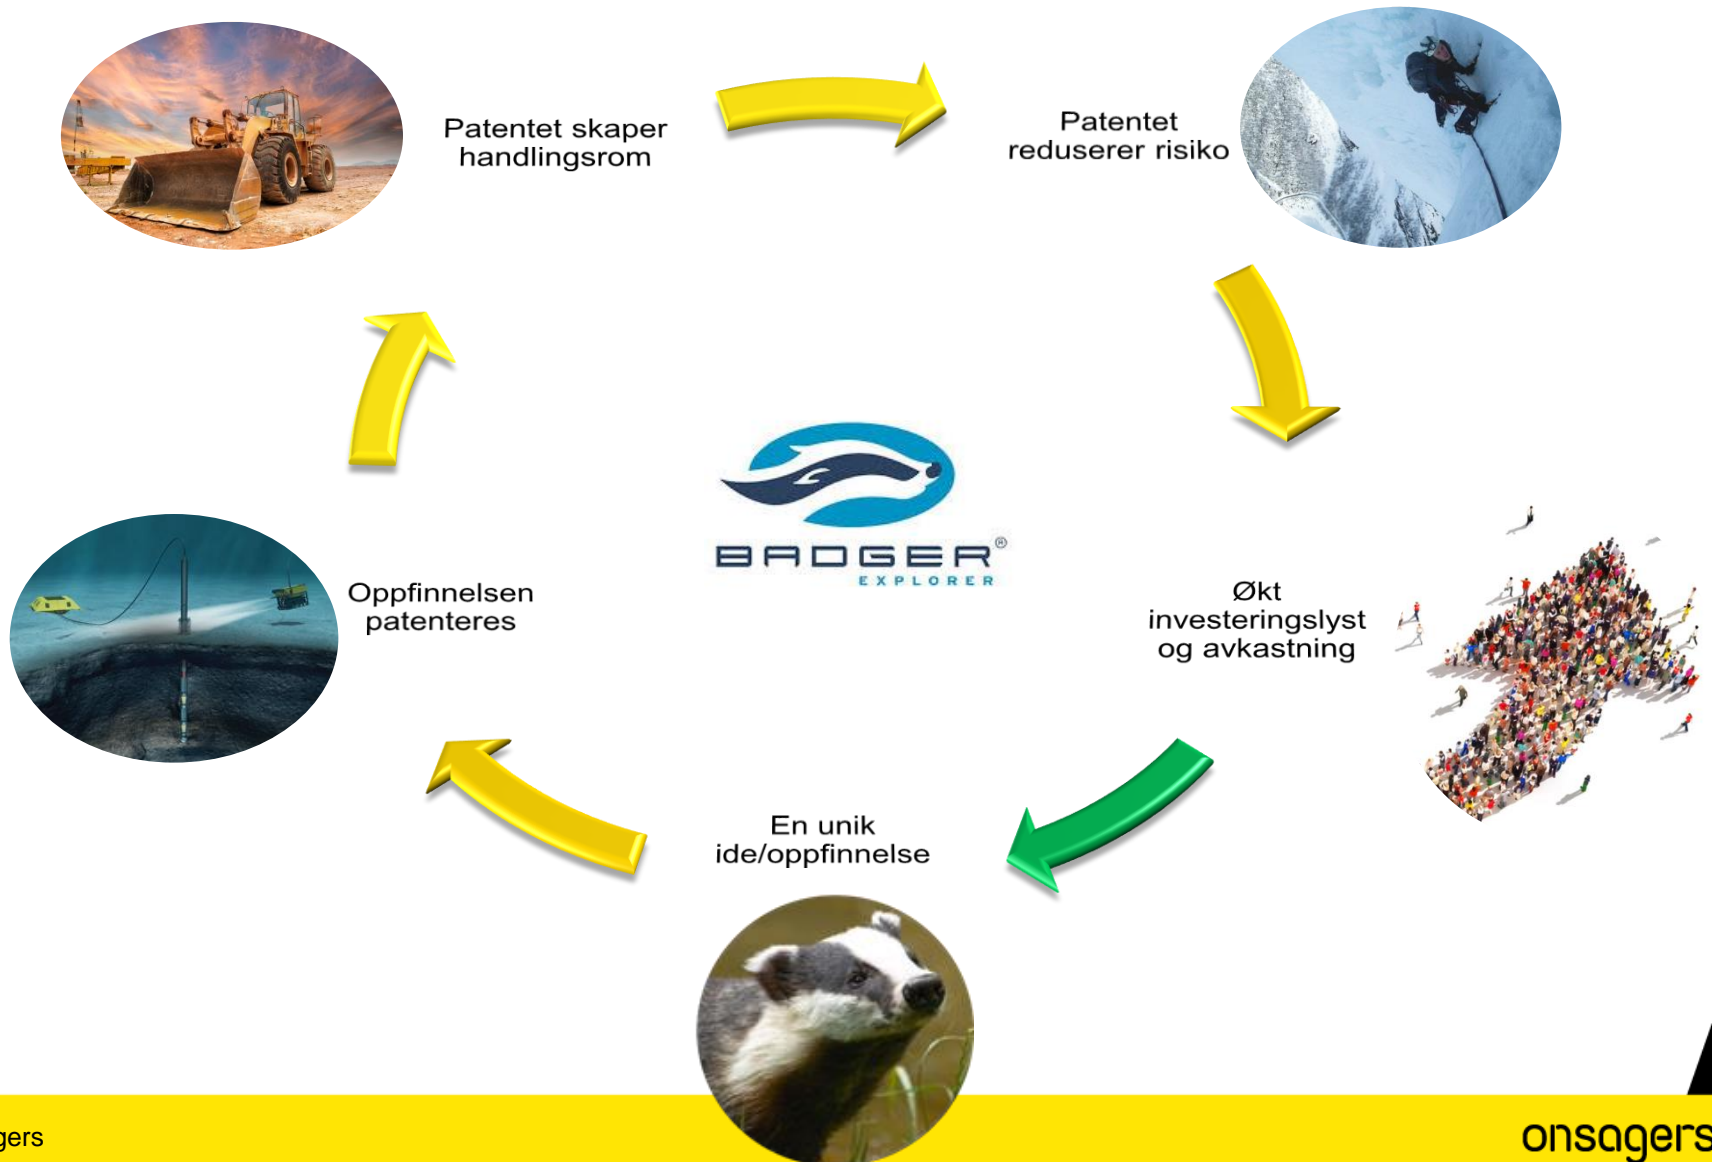 Patentet skaper
handlingsrom
Patentet
reduserer risiko
Økt
investeringslyst
og avkastning
En unik
ide/oppfinnelse
Oppfinnelsen
patenteres
BADGER®
EXPLORER
gers
onsagers